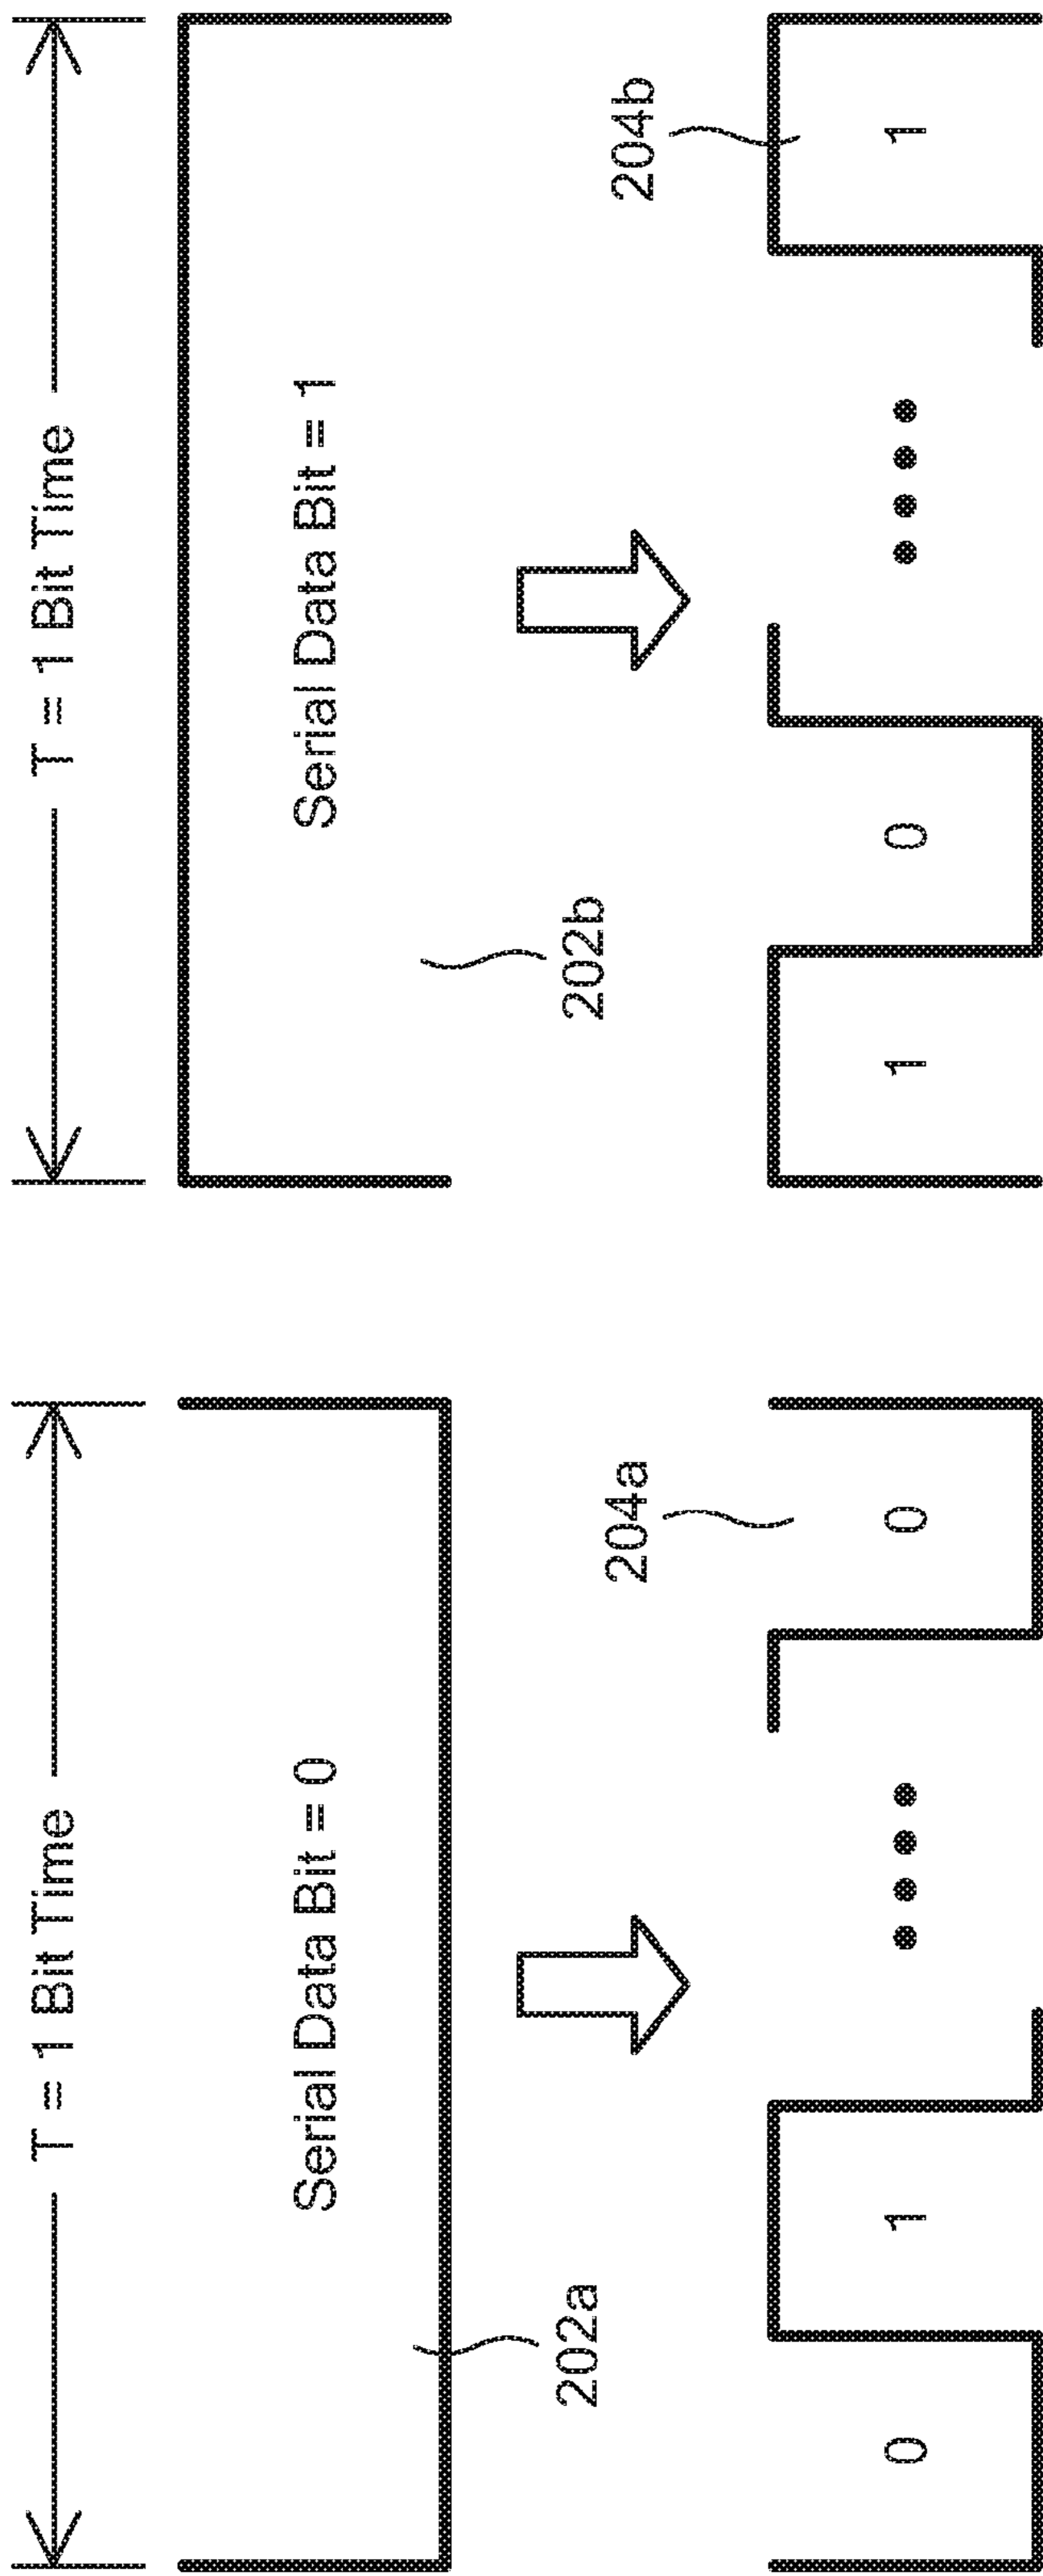 T = 1 Bit Time
Serial Data Bit = 0
202a
204a
0 1 0
T = 1 Bit Time
Serial Data Bit = 1
202b
204b
1 0 1